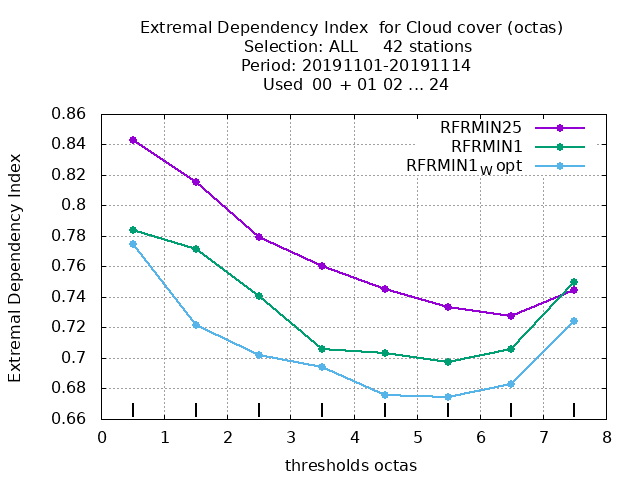 Extremal Dependency Index  for Cloud cover (octas)
Selection: ALL     42 stations
Period: 20191101-20191114
Used  00  + 01 02 ... 24
RFRMIN25
RFRMIN1
RFRMIN1W opt
Extremal Dependency Index
0.86
0.84
0.82
0.8
0.78
0.76
0.74
0.72
0.7
0.68
0.66
0 1 2 3 4 5 6 7 8
thresholds octas